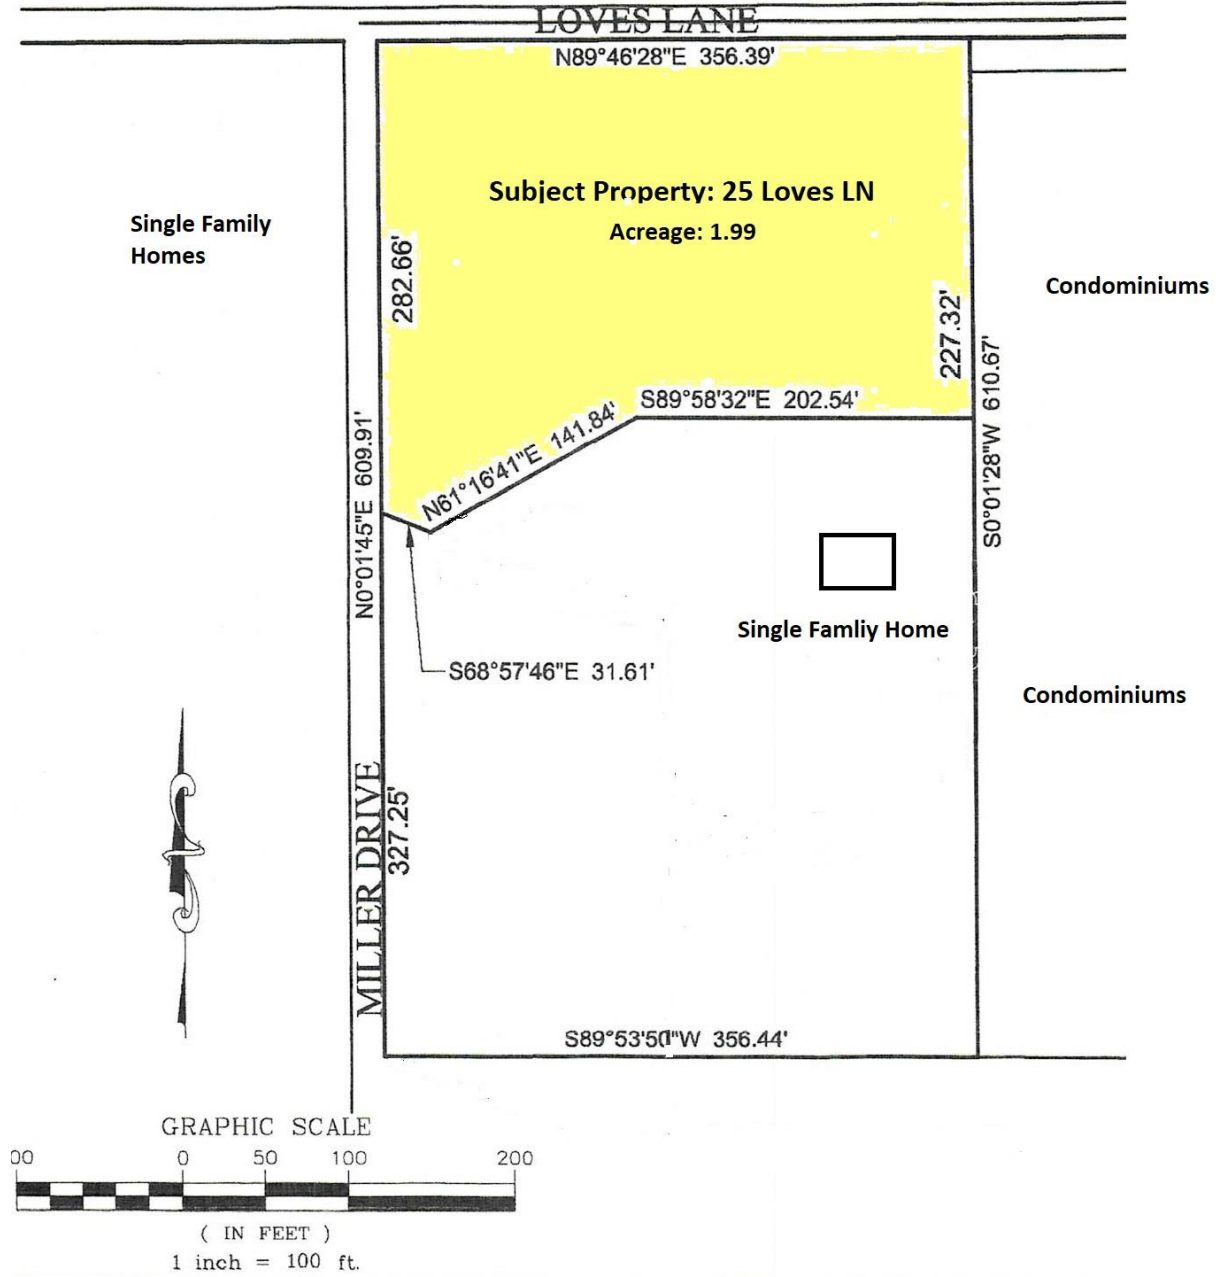 LOVES LANE
N89°46'28"E 356.39'
Subject Property: 25 Loves LN
Acreage: 1.99
Single Family
Homes
282.66'
227.32'
Condominiums
S89°58'32"E 202.54'
N61°16'41"E 141.84'
N0°01'45"E 609.91'
S0°01'28"W 610.67'
Single Famliy Home
S68°57'46"E 31.61'
Condominiums
MILLER DRIVE
327.25'
S89°53'50"W 356.44'
GRAPHIC SCALE
00 0 50 100 200
( IN FEET )
1 inch = 100 ft.